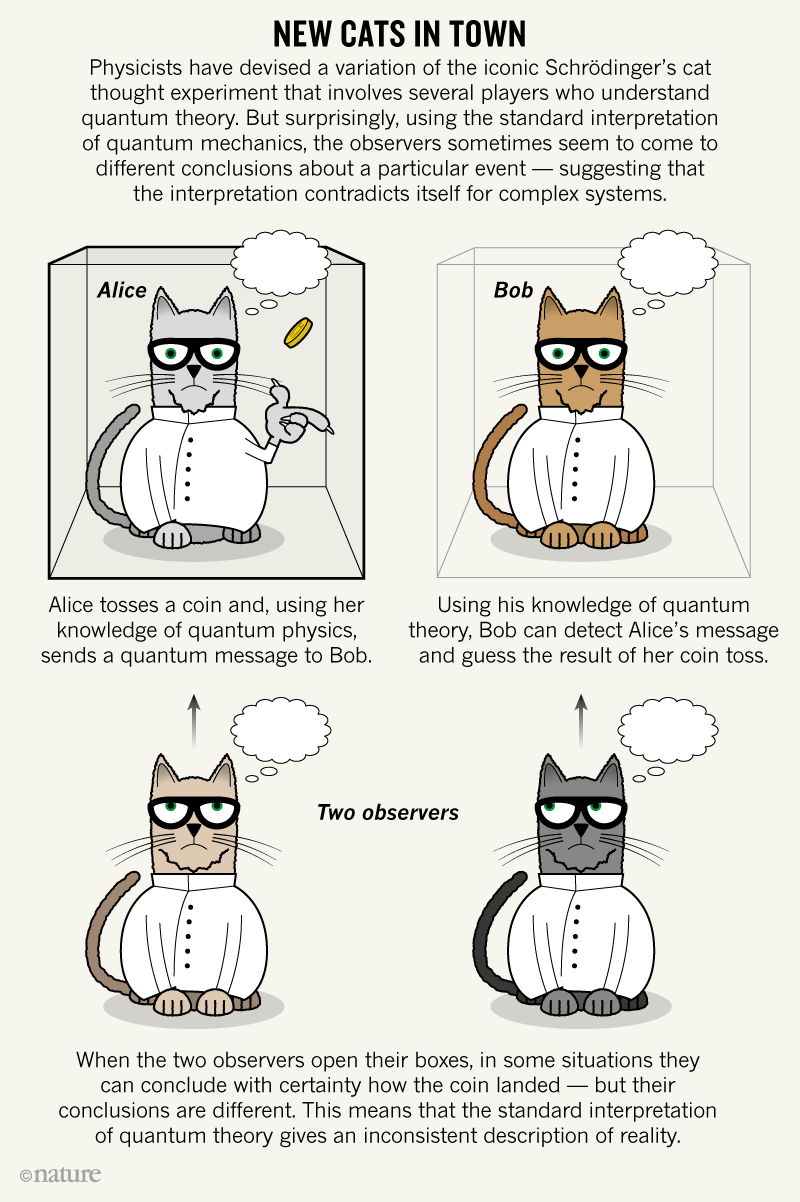 NEW CATS IN TOWN
Physicists have devised a variation of the iconic Schrödinger’s cat
thought experiment that involves several players who understand
quantum theory. But surprisingly, using the standard interpretation
of quantum mechanics, the observers sometimes seem to come to
different conclusions about a particular event — suggesting that
the interpretation contradicts itself for complex systems.
Alice
Bob
Alice tosses a coin and, using her
knowledge of quantum physics,
sends a quantum message to Bob.
Using his knowledge of quantum
theory, Bob can detect Alice’s message
and guess the result of her coin toss.
Two observers
When the two observers open their boxes, in some situations they
can conclude with certainty how the coin landed — but their
conclusions are different. This means that the standard interpretation
of quantum theory gives an inconsistent description of reality.
©nature